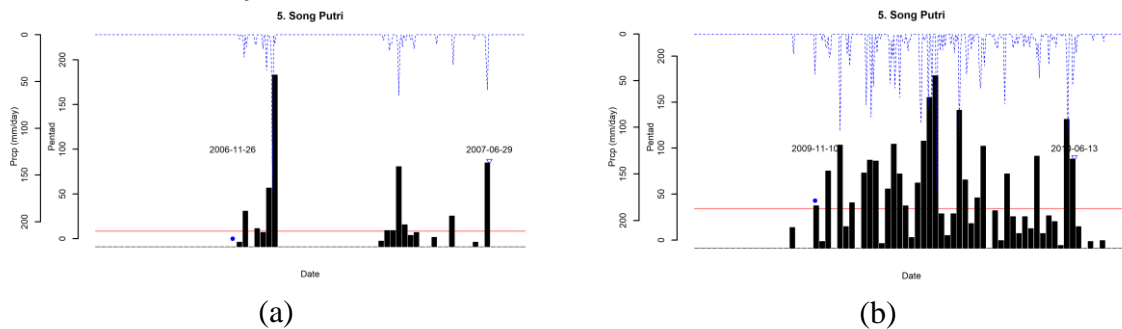 5. Song Putri
Prcp (mm/day)
0
50
100
150
200
Pentad
0
50
100
150
200
2006-11-26
2007-06-29
Date
(a)
5. Song Putri
Prcp (mm/day)
0
50
100
150
200
Pentad
0
50
100
150
200
2009-11-10
2010-06-13
Date
(b)